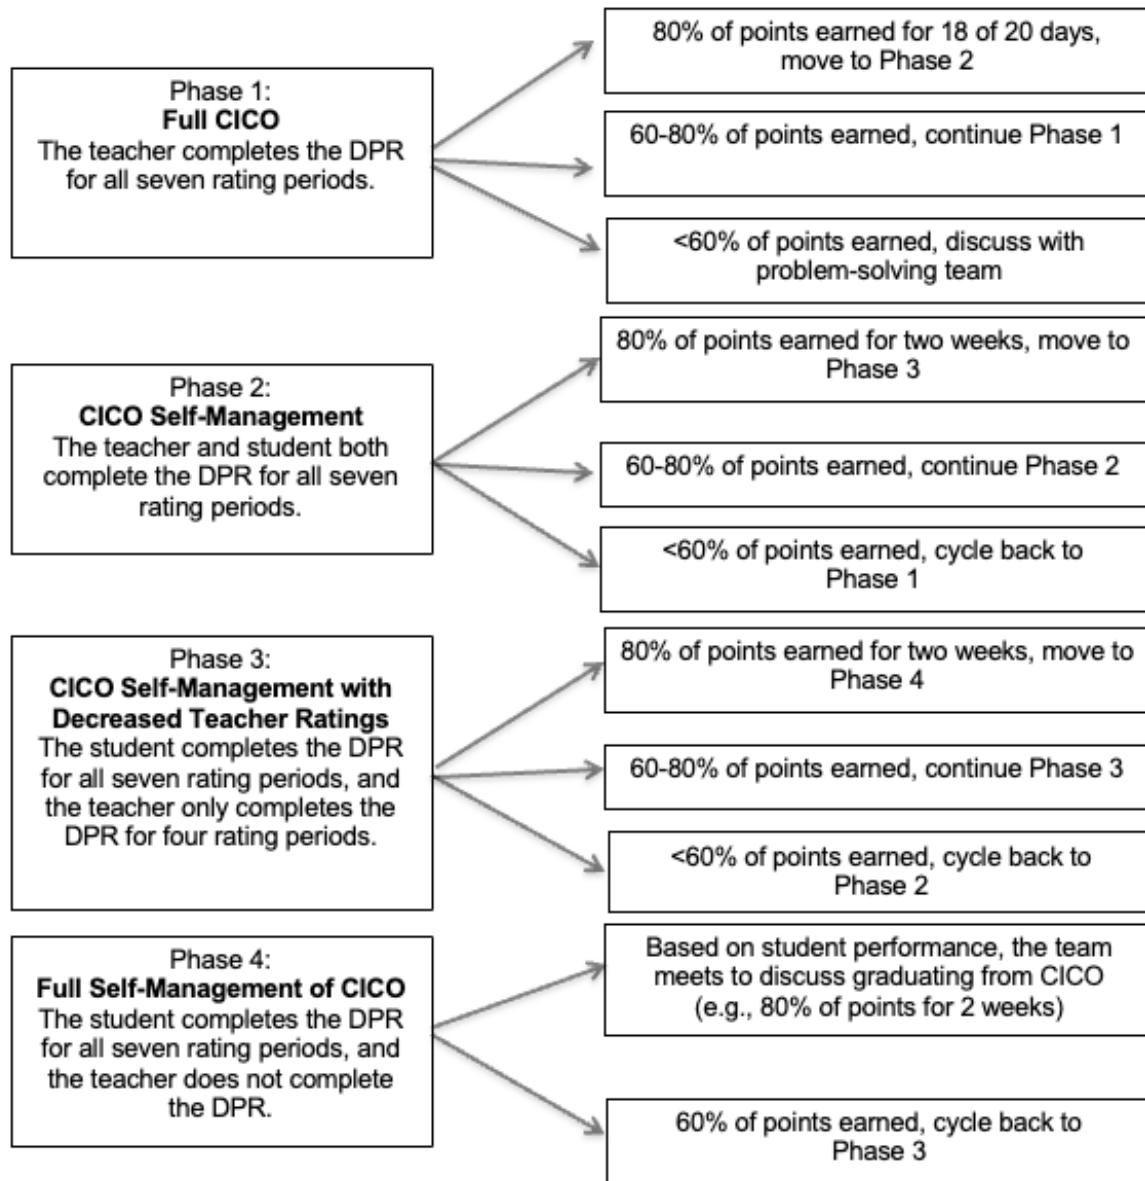 Phase 1:
Full CICO
The teacher completes the DPR
for all seven rating periods.
80% of points earned for 18 of 20 days,
move to Phase 2
60-80% of points earned, continue Phase 1
<60% of points earned, discuss with
problem-solving team
Phase 2:
CICO Self-Management
The teacher and student both
complete the DPR for all seven
rating periods.
80% of points earned for two weeks, move to
Phase 3
60-80% of points earned, continue Phase 2
<60% of points earned, cycle back to
Phase 1
Phase 3:
CICO Self-Management with
Decreased Teacher Ratings
The student completes the DPR
for all seven rating periods, and
the teacher only completes the
DPR for four rating periods.
80% of points earned for two weeks, move to
Phase 4
60-80% of points earned, continue Phase 3
<60% of points earned, cycle back to
Phase 2
Phase 4:
Full Self-Management of CICO
The student completes the DPR
for all seven rating periods, and
the teacher does not complete
the DPR.
Based on student performance, the team
meets to discuss graduating from CICO
(e.g., 80% of points for 2 weeks)
60% of points earned, cycle back to
Phase 3